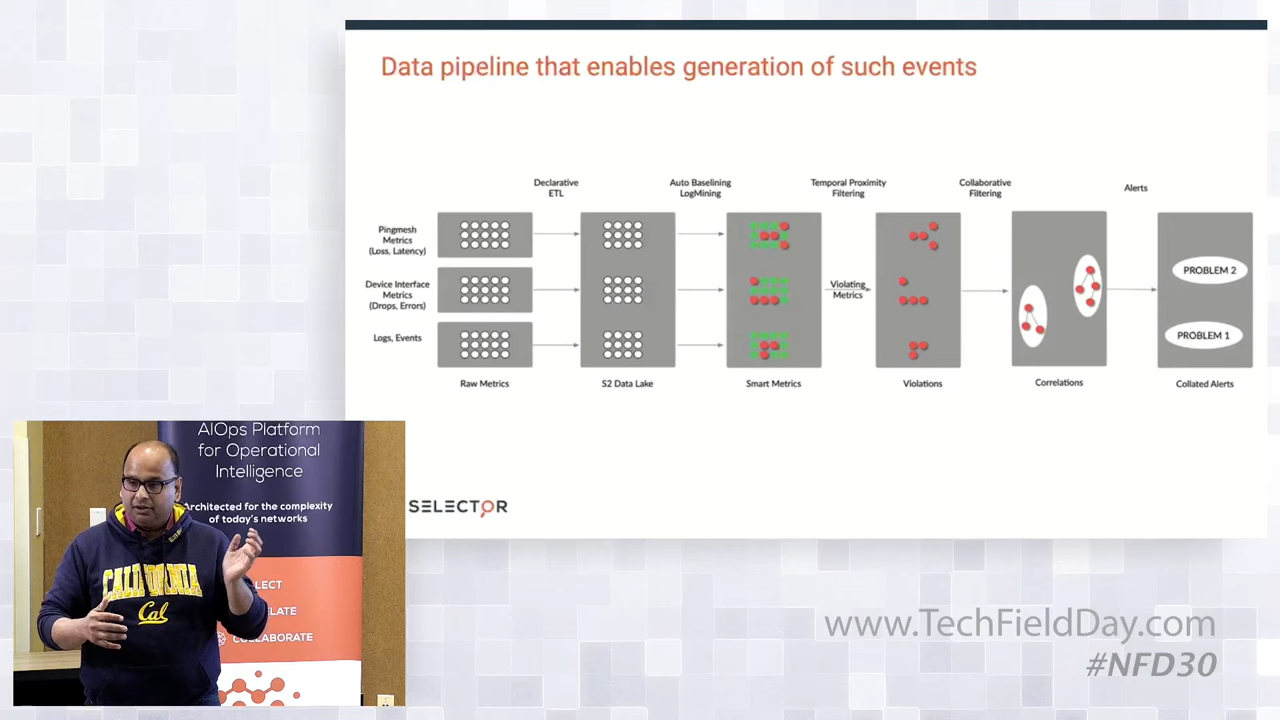 Data pipeline that enables generation of such events
Declarative
ETL
Auto Baselining
LogMining
Temporal Proximity
Filtering
Collaborative
Filtering
Alerts
Pingmesh
Metrics
(Loss, Latency)
Device Interface
Metrics
(Drops, Errors)
Logs, Events
Violating
Metrics
PROBLEM 2
PROBLEM 1
Raw Metrics
S2 Data Lake
Smart Metrics
Violations
Correlations
Collated Alerts
SELECTOR
AIOps Platform
for Operational
Intelligence
Architected for the complexity
of today's networks
LECT
ELATE
COLLABORATE
CALIFORNIA
Cal
www.TechFieldDay.com
#NFD30